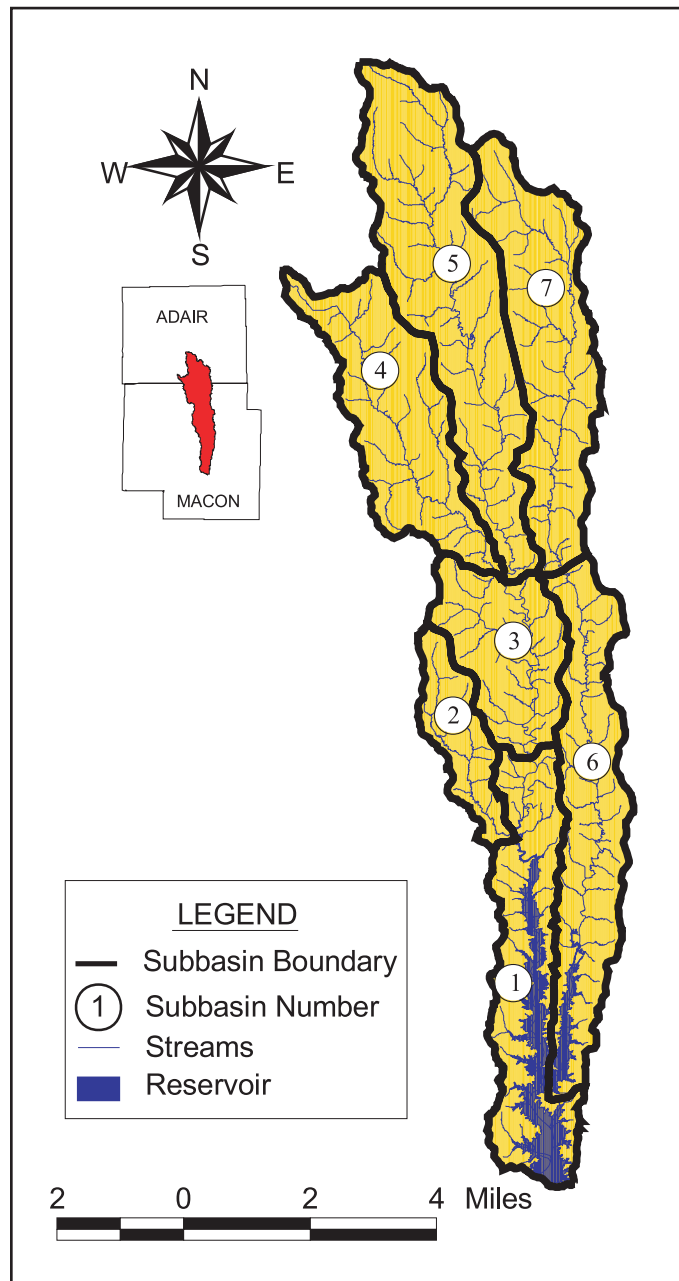 N
W E
S
ADAIR
MACON
5
7
4
3
2
6
1
LEGEND
Subbasin Boundary
1 Subbasin Number
Streams
Reservoir
2 0 2 4 Miles